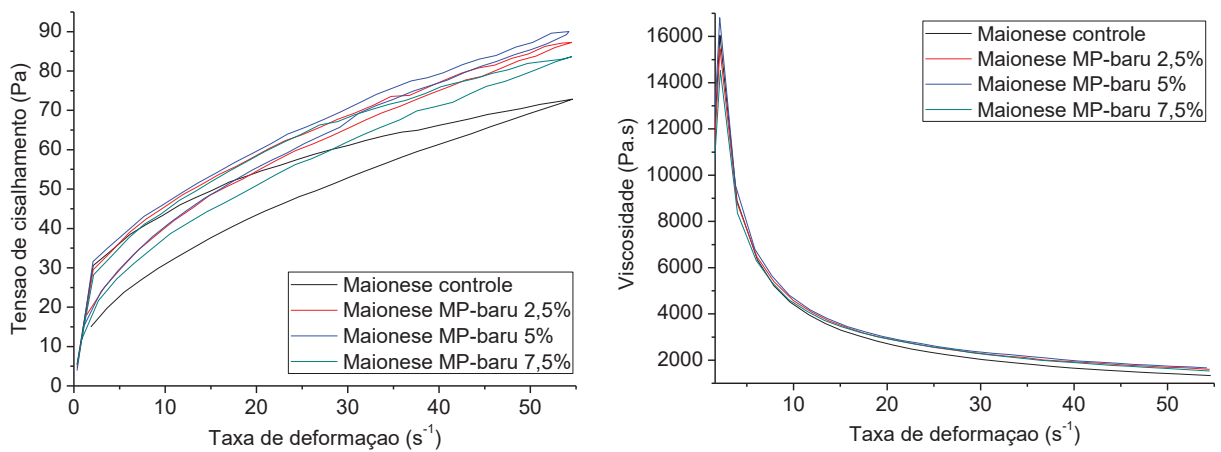 90
80
70
60
50
40
30
20
10
0
Tensao de cisalhamento (Pa)
Maionese controle
Maionese MP-baru 2,5%
Maionese MP-baru 5%
Maionese MP-baru 7,5%
0 10 20 30 40 50
Taxa de deformaçao (s⁻¹)
16000
14000
12000
10000
8000
6000
4000
2000
Viscosidade (Pa.s)
Maionese controle
Maionese MP-baru 2,5%
Maionese MP-baru 5%
Maionese MP-baru 7,5%
10 20 30 40 50
Taxa de deformaçao (s⁻¹)